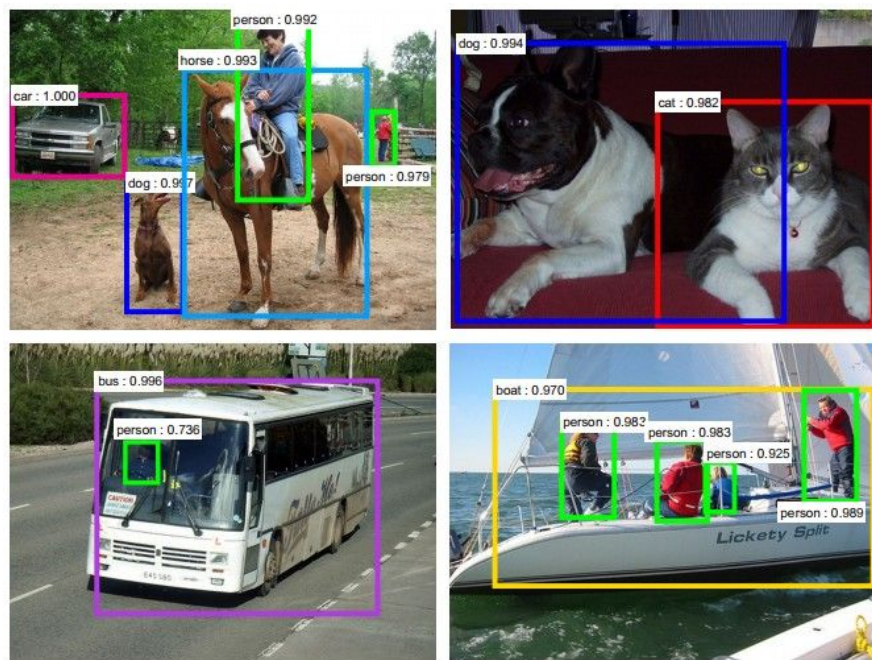 person : 0.992
horse : 0.993
car : 1.000
dog : 0.997
person : 0.979
dog : 0.994
cat : 0.982
bus : 0.996
person : 0.736
CAUTION
L
boat : 0.970
person : 0.983
person : 0.983
person : 0.925
person : 0.989
Lickety Split